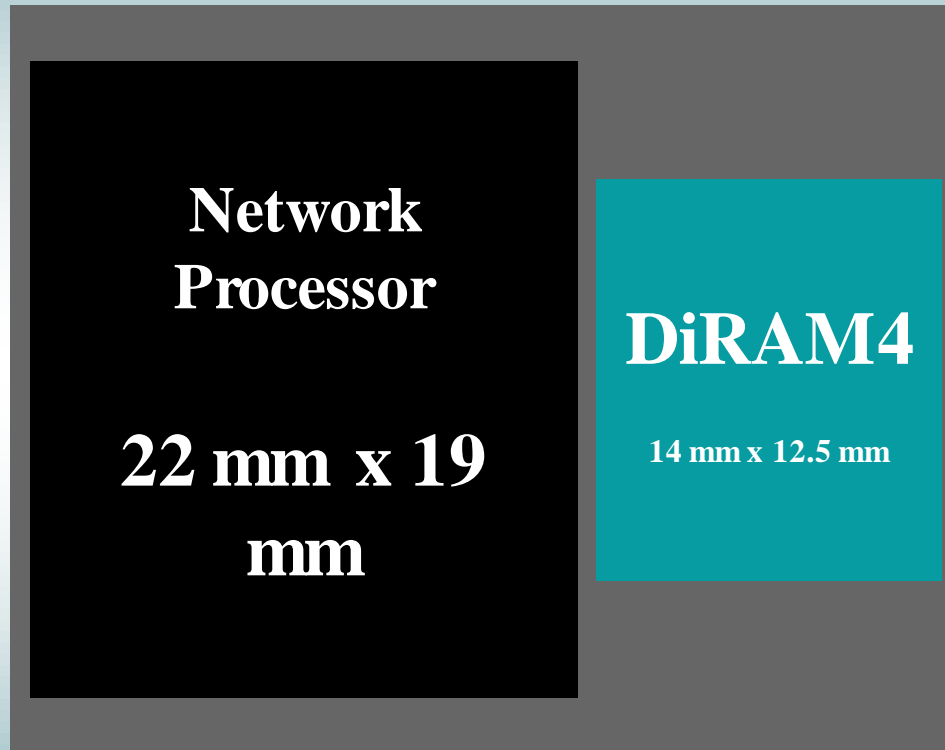 Network
Processor
22 mm x 19
mm
DiRAM4
14 mm x 12.5 mm